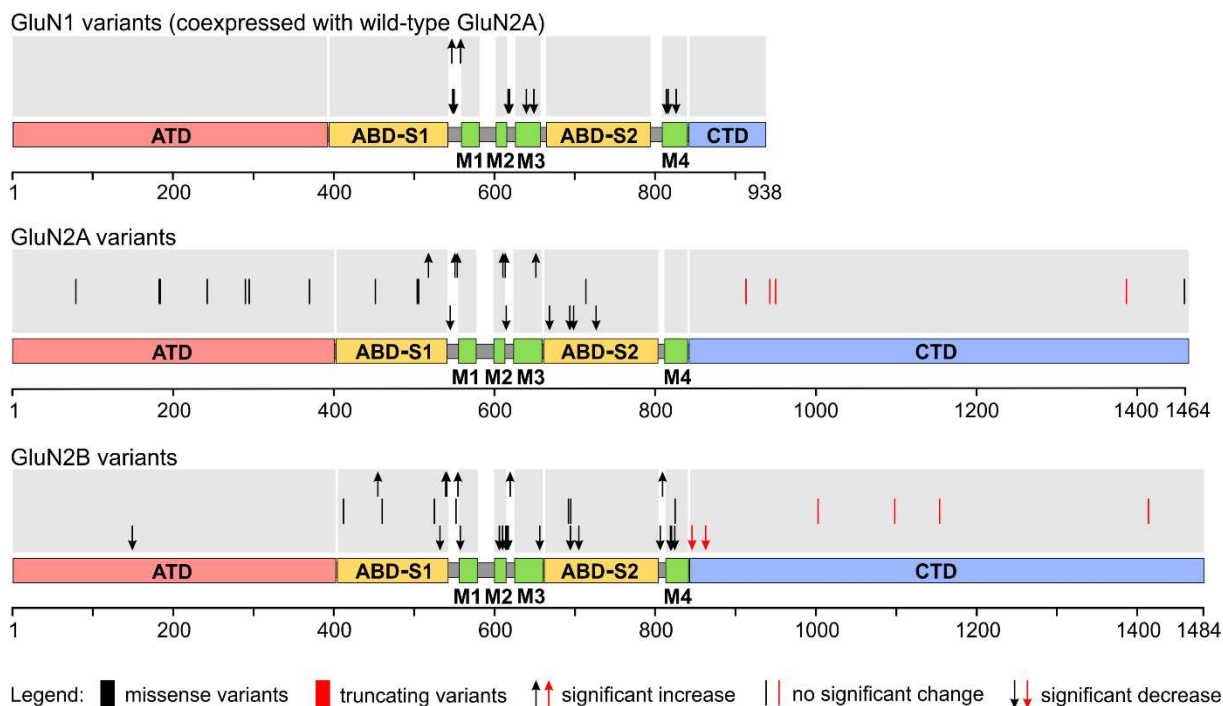 GluN1 variants (coexpressed with wild-type GluN2A)
ATD ABD-S1 ABD-S2 CTD
M1 M2 M3 M4
1 200 400 600 800 938
GluN2A variants
ATD ABD-S1 ABD-S2 CTD
M1 M2 M3 M4
1 200 400 600 800 1000 1200 1400 1464
GluN2B variants
ATD ABD-S1 ABD-S2 CTD
M1 M2 M3 M4
1 200 400 600 800 1000 1200 1400 1484
Legend: missense variants truncating variants significant increase no significant change significant decrease